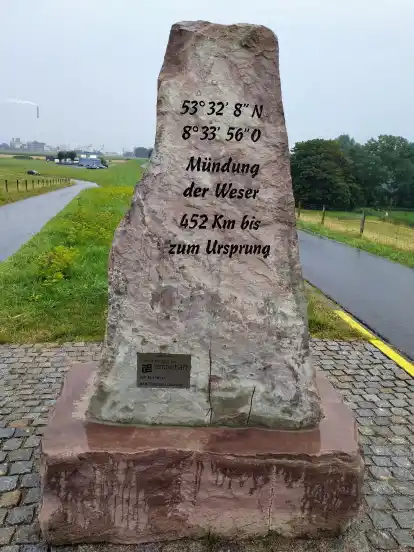 53° 32' 8" N
8° 33' 56" O
Mündung
der Weser
452 Km bis
zum Ursprung